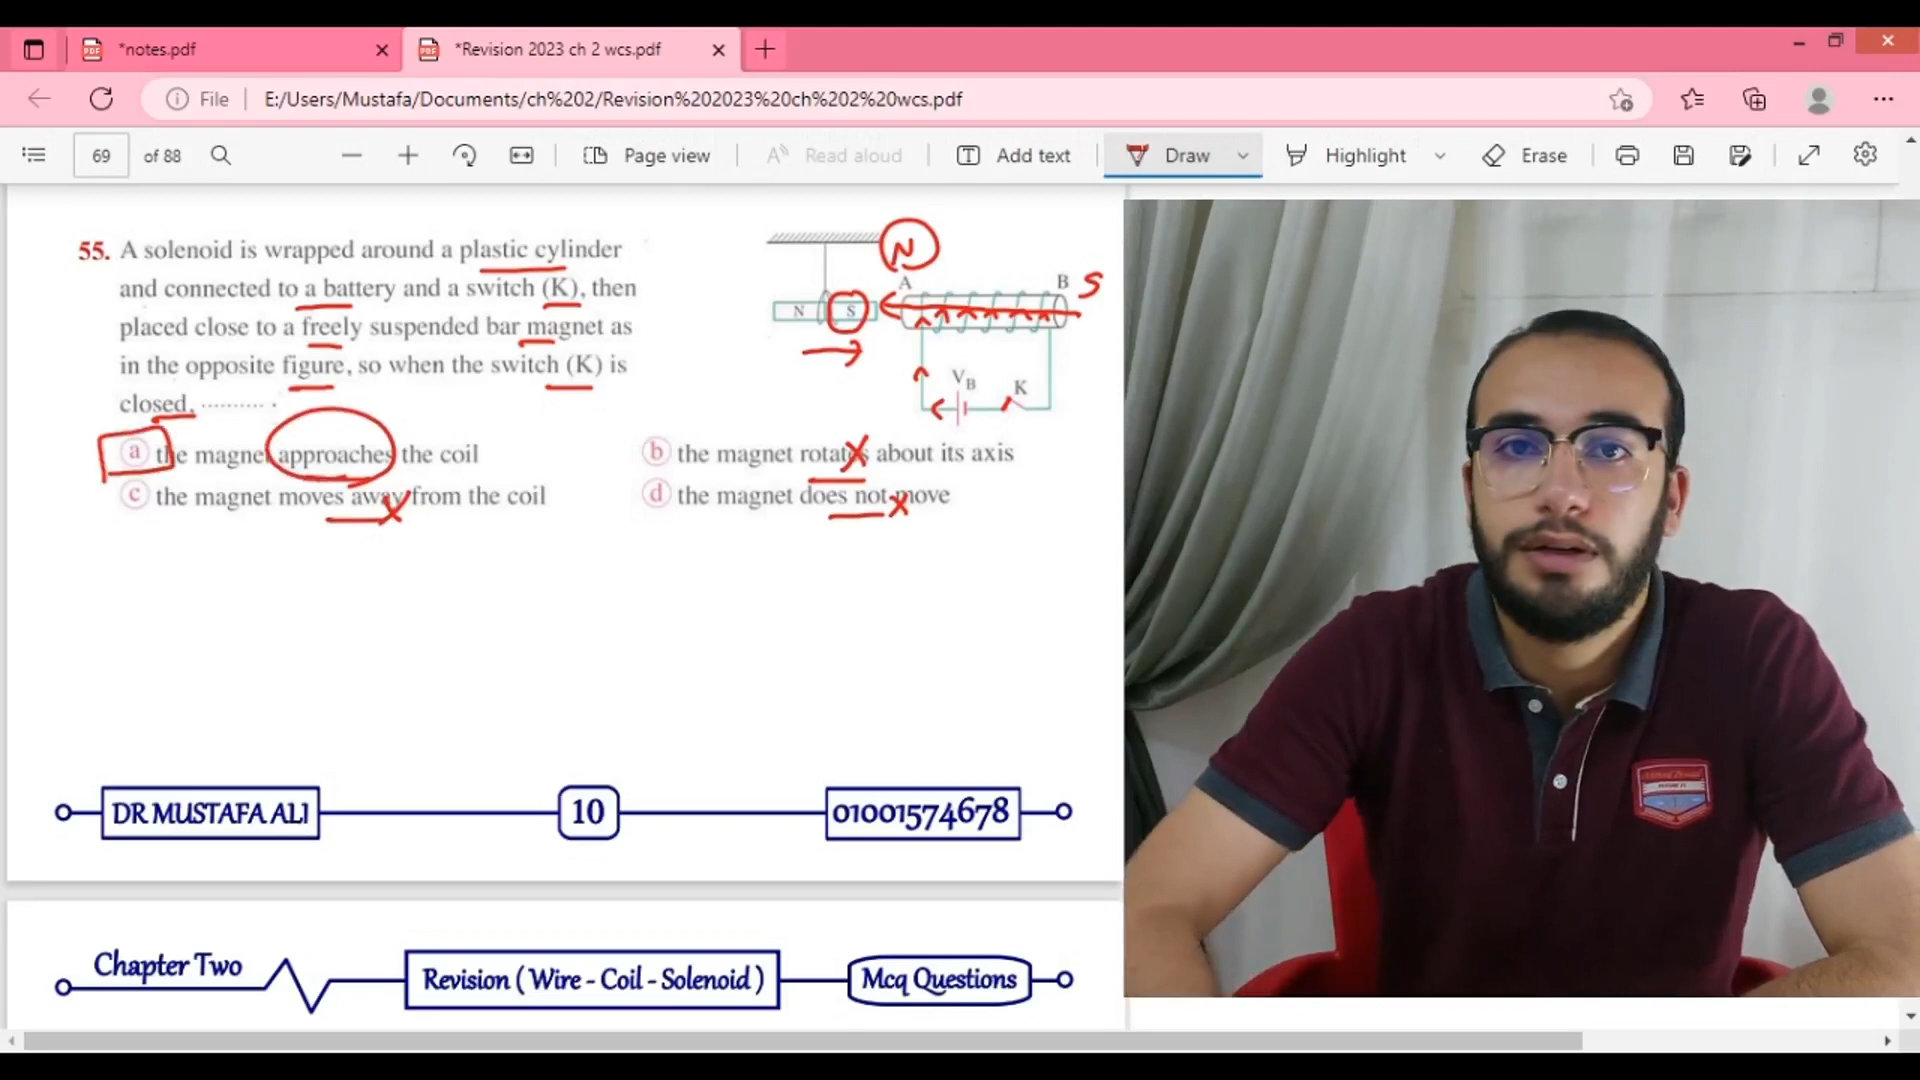 *notes.pdf
*Revision 2023 ch 2 wcs.pdf
File
E:/Users/Mustafa/Documents/ch%202/Revision%202023%20ch%202%20wcs.pdf
69 of 88
Page view
Read aloud
Add text
Draw
Highlight
Erase
55. A solenoid is wrapped around a plastic cylinder
and connected to a battery and a switch (K), then
placed close to a freely suspended bar magnet as
in the opposite figure, so when the switch (K) is
closed, .......... .
N
A
B S
N S
VB
K
a the magnet approaches the coil
b the magnet rotates about its axis
c the magnet moves away from the coil
d the magnet does not move
DR MUSTAFA ALI
10
01001574678
Chapter Two
Revision ( Wire - Coil - Solenoid )
Mcq Questions